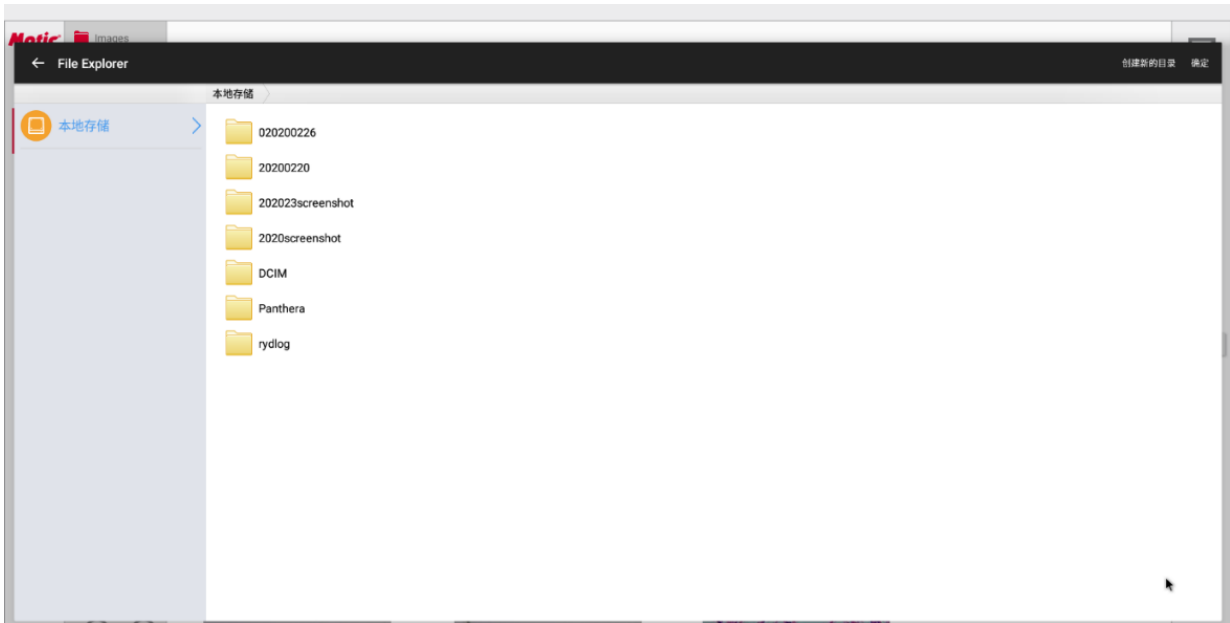 Motic
Images
File Explorer
创建新的目录 确定
本地存储
本地存储
020200226
20200220
202023screenshot
2020screenshot
DCIM
Panthera
rydlog